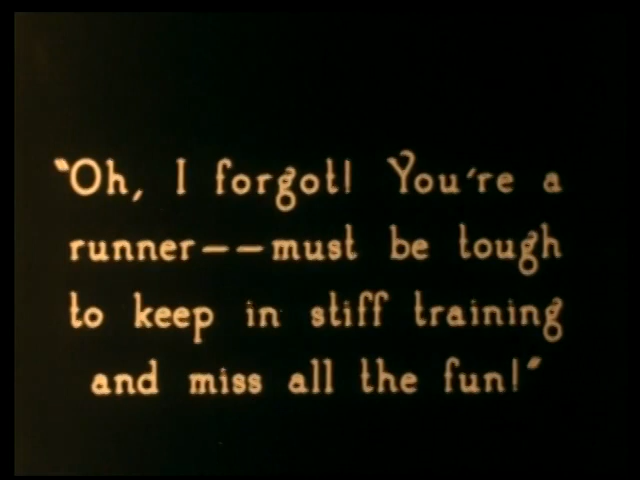 "Oh, I forgot! You're a
runner--must be tough
to keep in stiff training
and miss all the fun!"